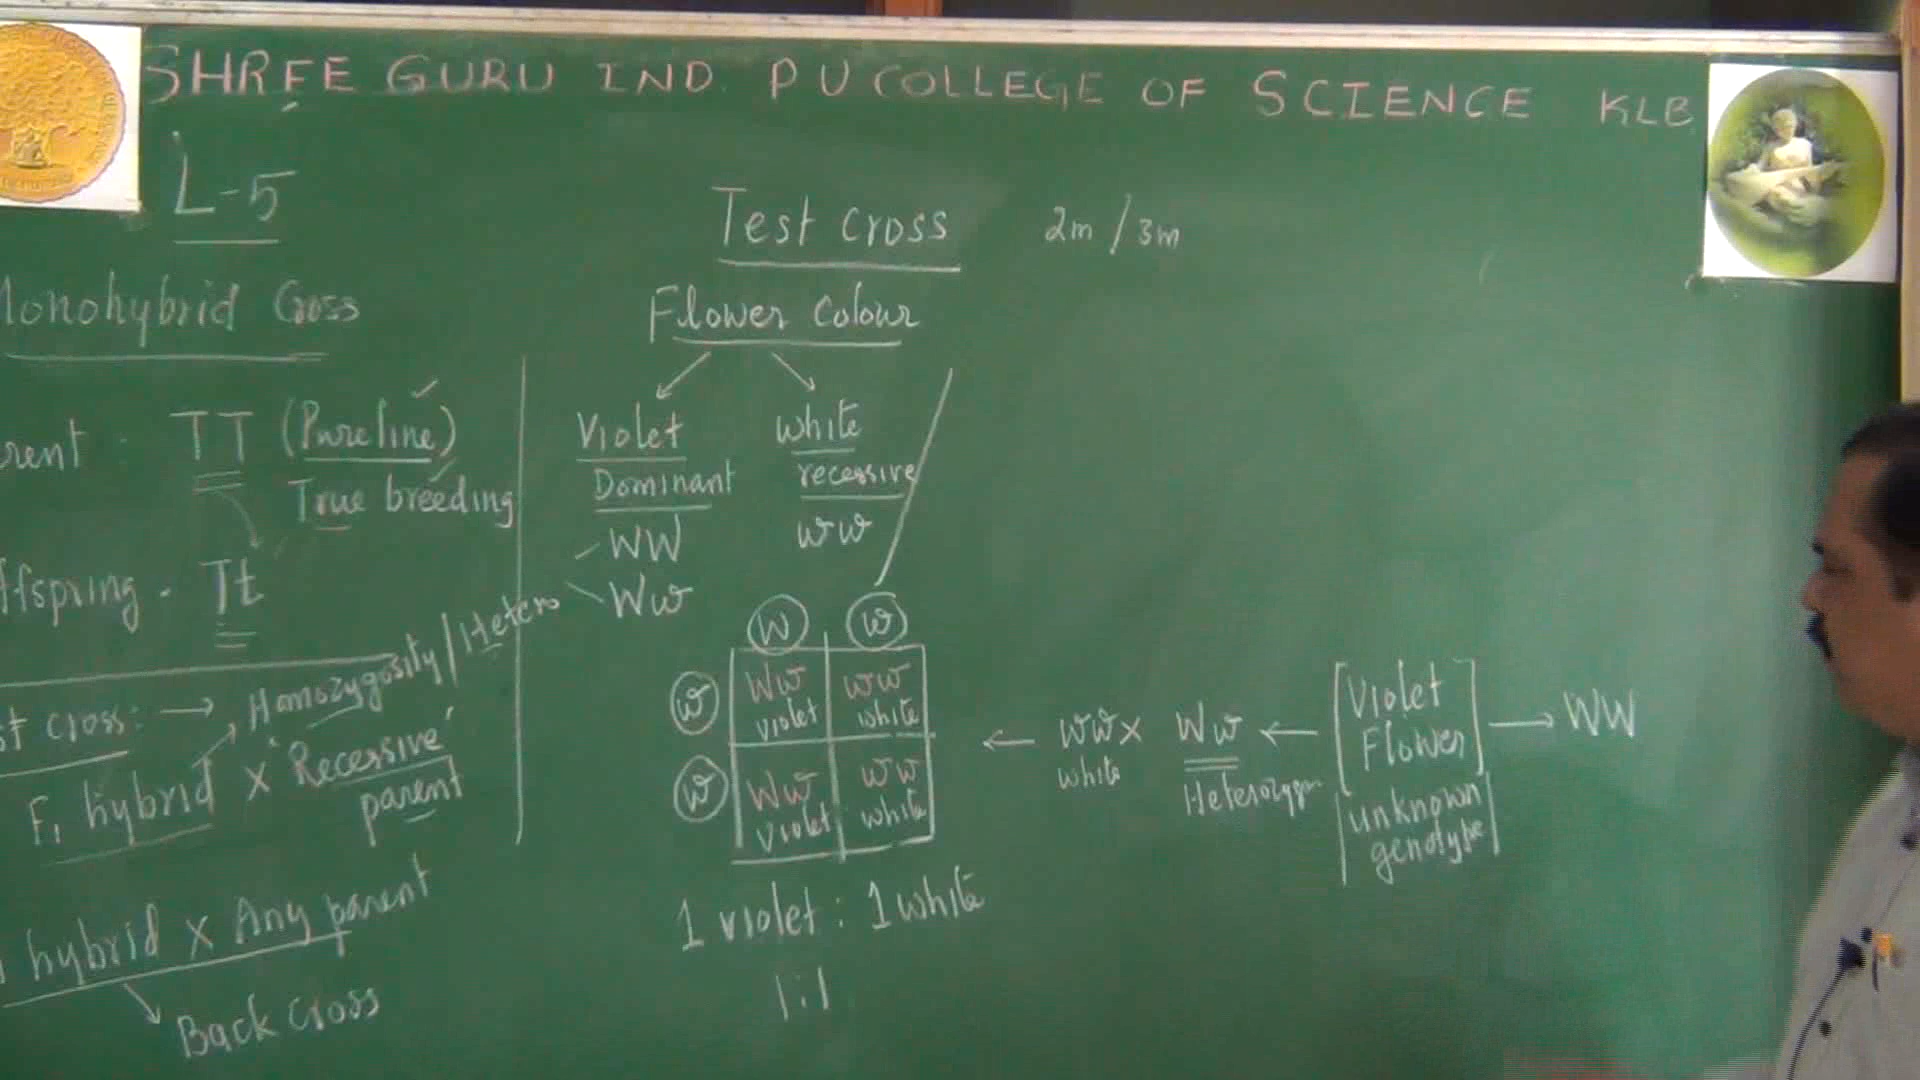 SHREE GURU IND. PU COLLEGE OF SCIENCE KLB
L-5
Monohybrid Cross
rent : TT (Pureline)
True breeding
ffspring - Tt
st cross: → Homozygosity / Hetero
F1 hybrid x Recessive
parent
hybrid x Any parent
Back cross
Test cross 2m / 3m
Flower colour
Violet white
Dominant recessive
WW ww
Ww
W w
w Ww ww
violet white
w Ww ww
violet white
1 violet : 1 white
1:1
← ww x Ww ← [Violet Flower] → WW
white Heterozygou
unknown
genotype